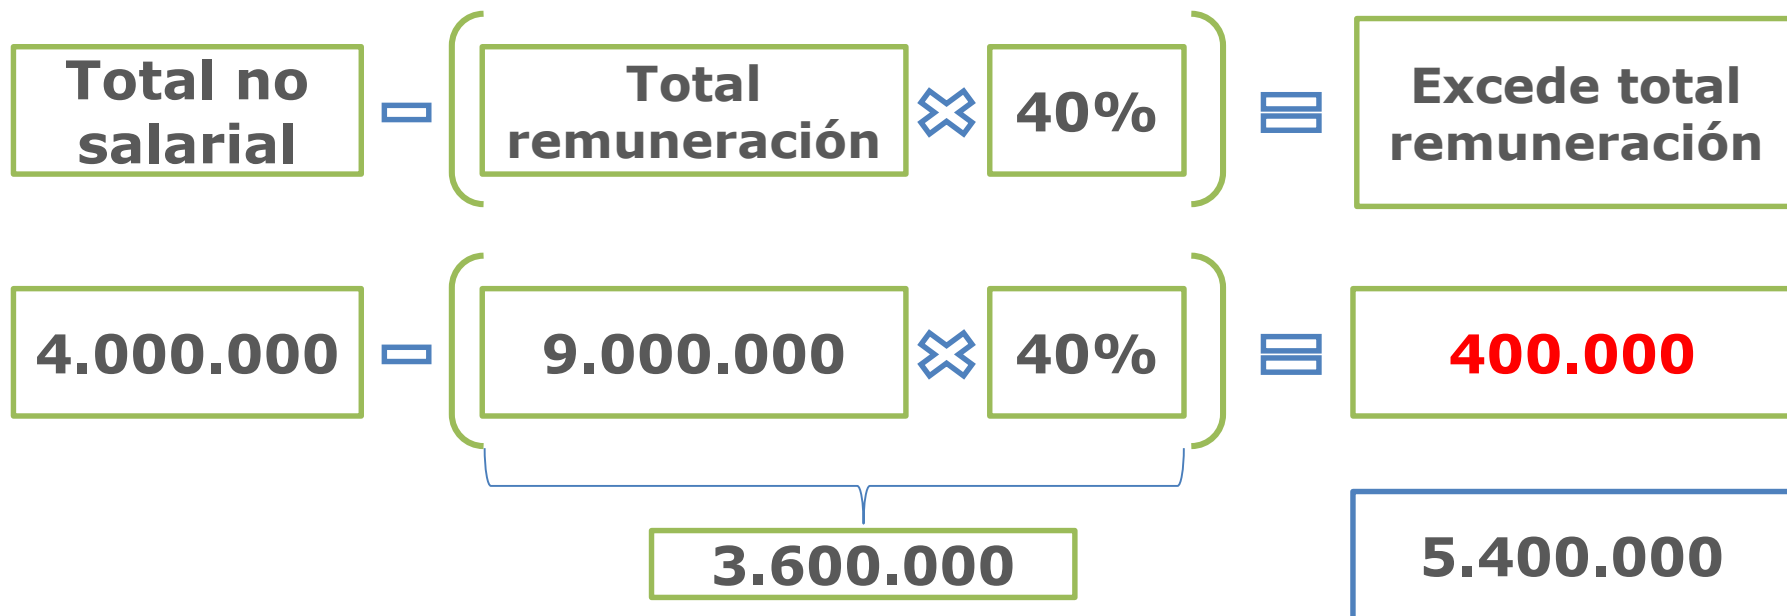 Total no
salarial
Total
remuneración
40%
Excede total
remuneración
4.000.000
9.000.000
40%
400.000
3.600.000
5.400.000